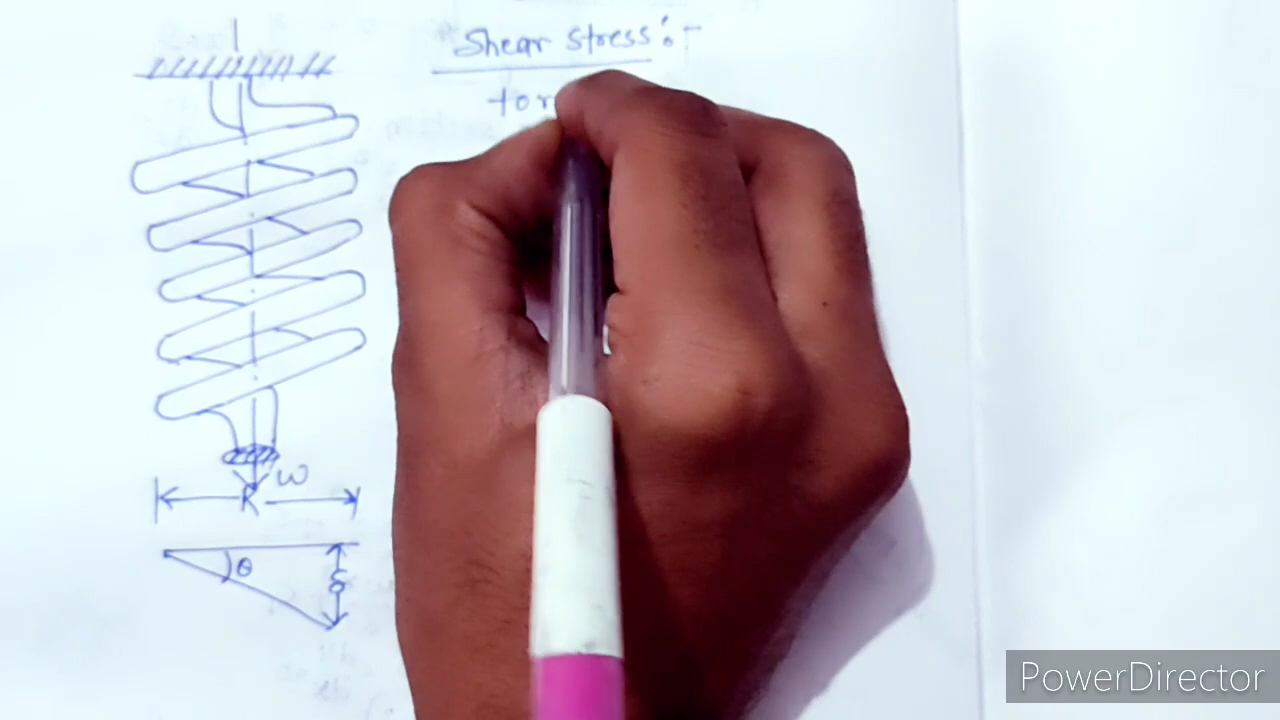 Shear stress :-
tor
W
R
θ
δ
PowerDirector